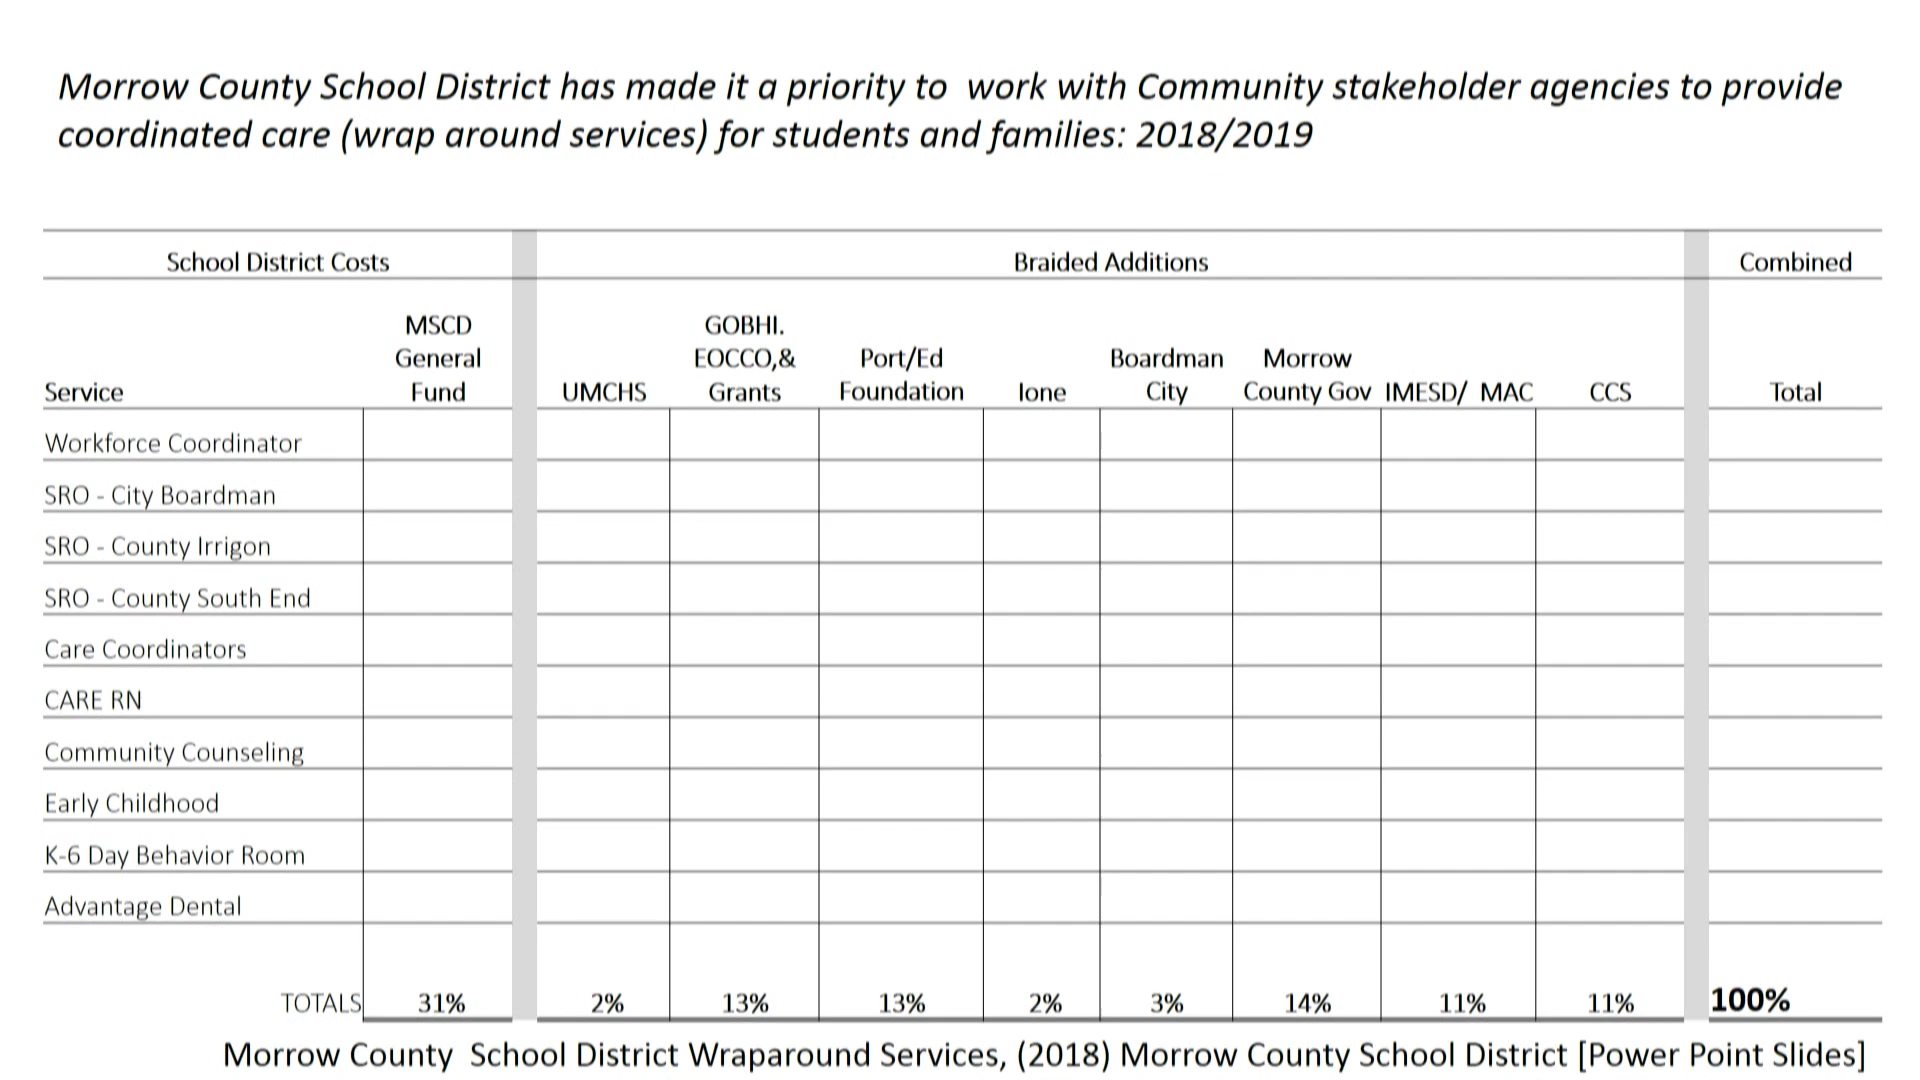 Morrow County School District has made it a priority to work with Community stakeholder agencies to provide
coordinated care (wrap around services) for students and families: 2018/2019
School District Costs Braided Additions Combined
MSCD GOBHI.
General EOCCO,& Port/Ed Boardman Morrow
Service Fund UMCHS Grants Foundation Ione City County Gov IMESD/ MAC CCS Total
Workforce Coordinator
SRO - City Boardman
SRO - County Irrigon
SRO - County South End
Care Coordinators
CARE RN
Community Counseling
Early Childhood
K-6 Day Behavior Room
Advantage Dental
TOTALS 31% 2% 13% 13% 2% 3% 14% 11% 11% 100%
Morrow County School District Wraparound Services, (2018) Morrow County School District [Power Point Slides]